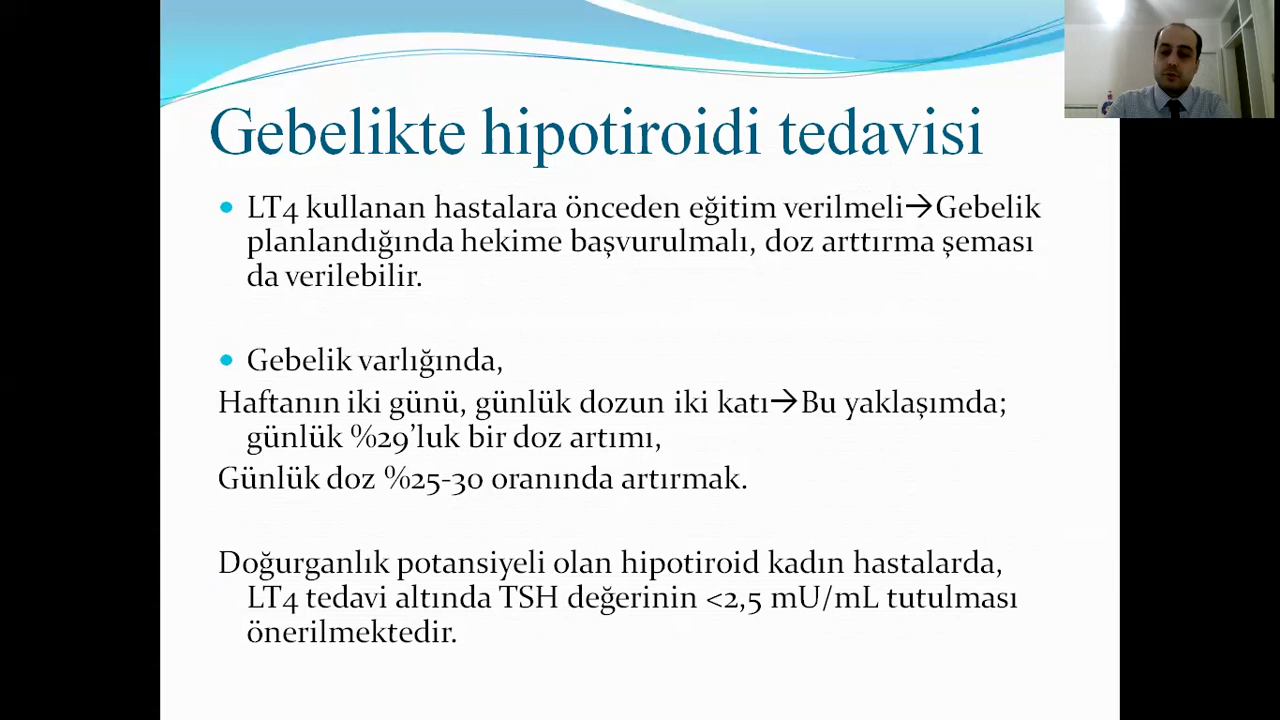 Gebelikte hipotiroidi tedavisi
• LT4 kullanan hastalara önceden eğitim verilmeli→Gebelik
planlandığında hekime başvurulmalı, doz arttırma şeması
da verilebilir.
• Gebelik varlığında,
Haftanın iki günü, günlük dozun iki katı→Bu yaklaşımda;
günlük %29’luk bir doz artımı,
Günlük doz %25-30 oranında artırmak.
Doğurganlık potansiyeli olan hipotiroid kadın hastalarda,
LT4 tedavi altında TSH değerinin <2,5 mU/mL tutulması
önerilmektedir.